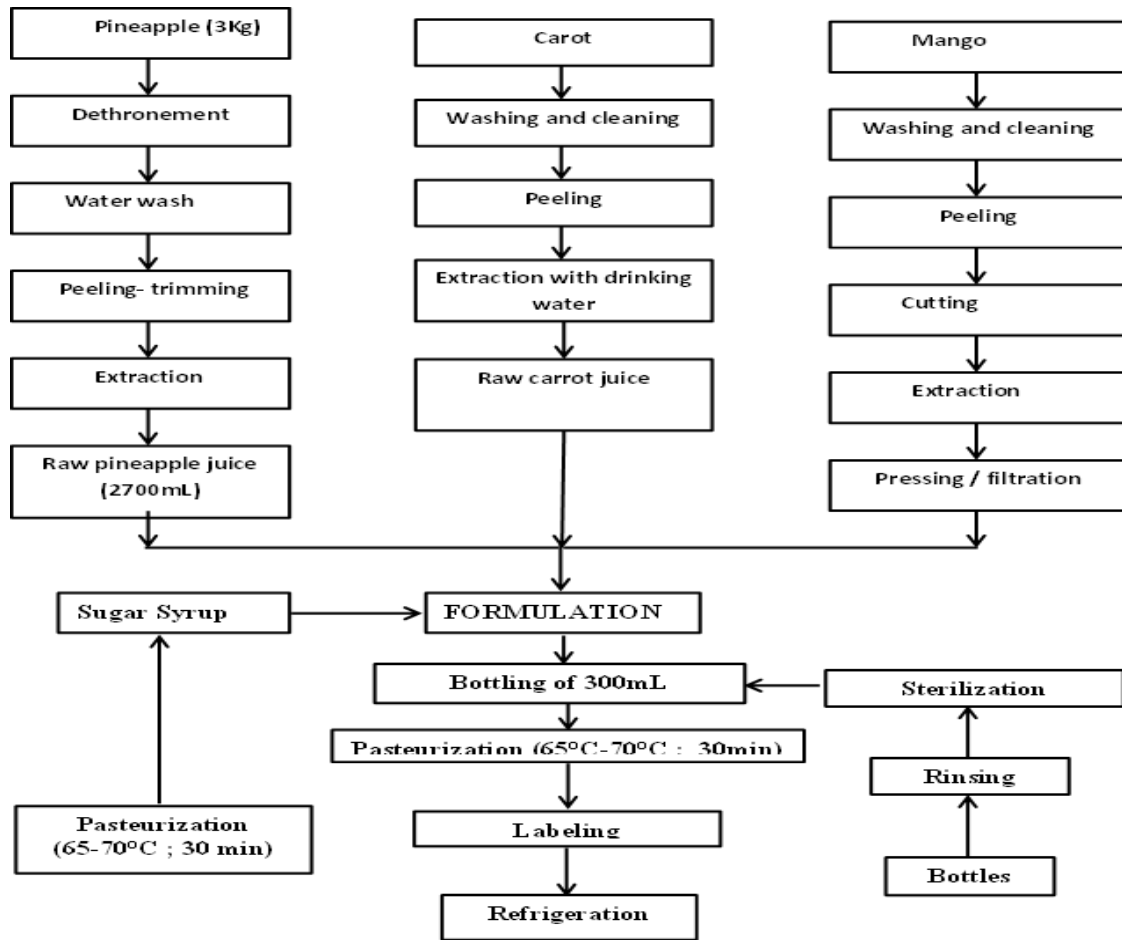 Pineapple (3Kg)
Dethronement
Water wash
Peeling- trimming
Extraction
Raw pineapple juice
(2700mL)
Carot
Washing and cleaning
Peeling
Extraction with drinking
water
Raw carrot juice
Mango
Washing and cleaning
Peeling
Cutting
Extraction
Pressing / filtration
Sugar Syrup
FORMULATION
Bottling of 300mL
Sterilization
Pasteurization (65°C-70°C ; 30min)
Rinsing
Pasteurization
(65-70°C ; 30 min)
Labeling
Bottles
Refrigeration